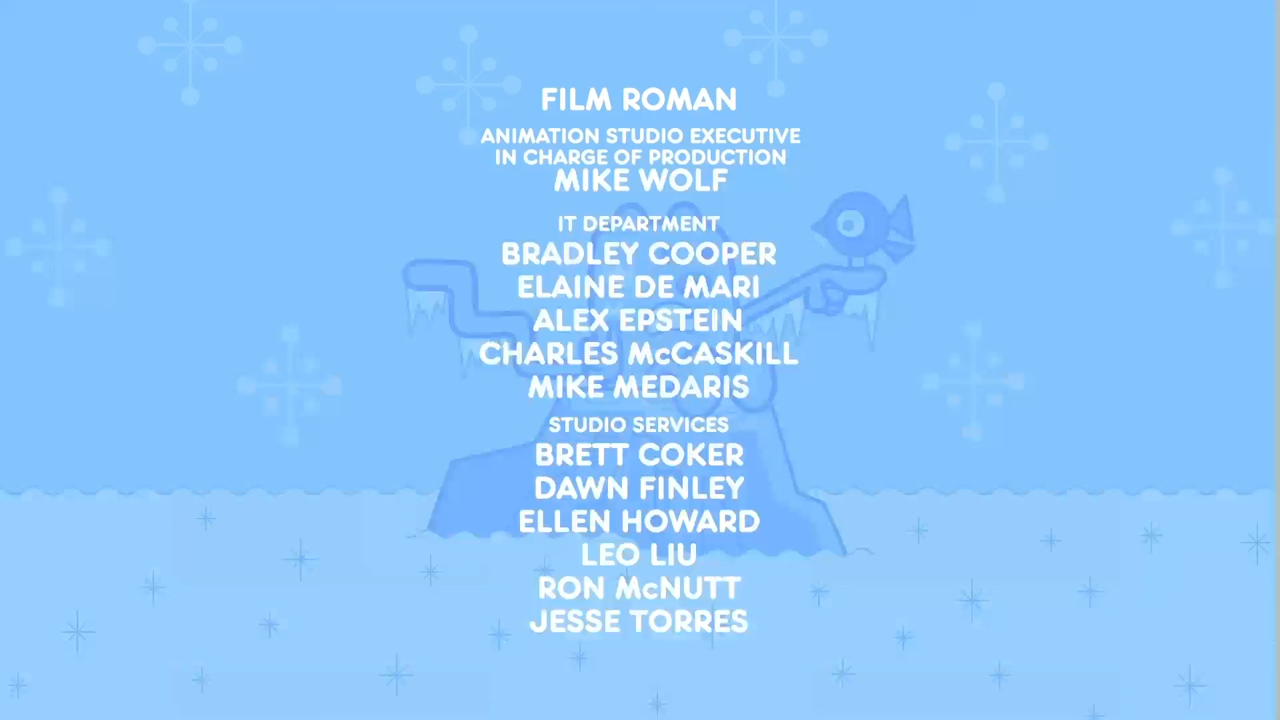 FILM ROMAN
ANIMATION STUDIO EXECUTIVE
IN CHARGE OF PRODUCTION
MIKE WOLF
IT DEPARTMENT
BRADLEY COOPER
ELAINE DE MARI
ALEX EPSTEIN
CHARLES McCASKILL
MIKE MEDARIS
STUDIO SERVICES
BRETT COKER
DAWN FINLEY
ELLEN HOWARD
LEO LIU
RON McNUTT
JESSE TORRES